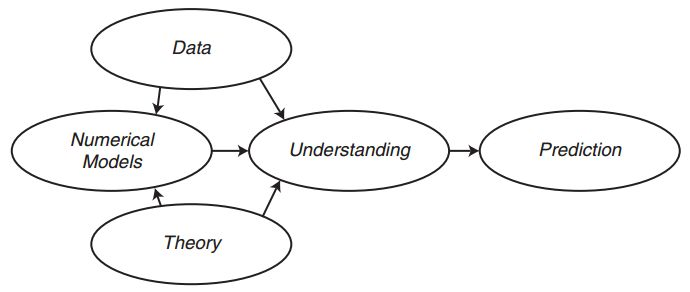 Data
Numerical
Models
Understanding
Prediction
Theory